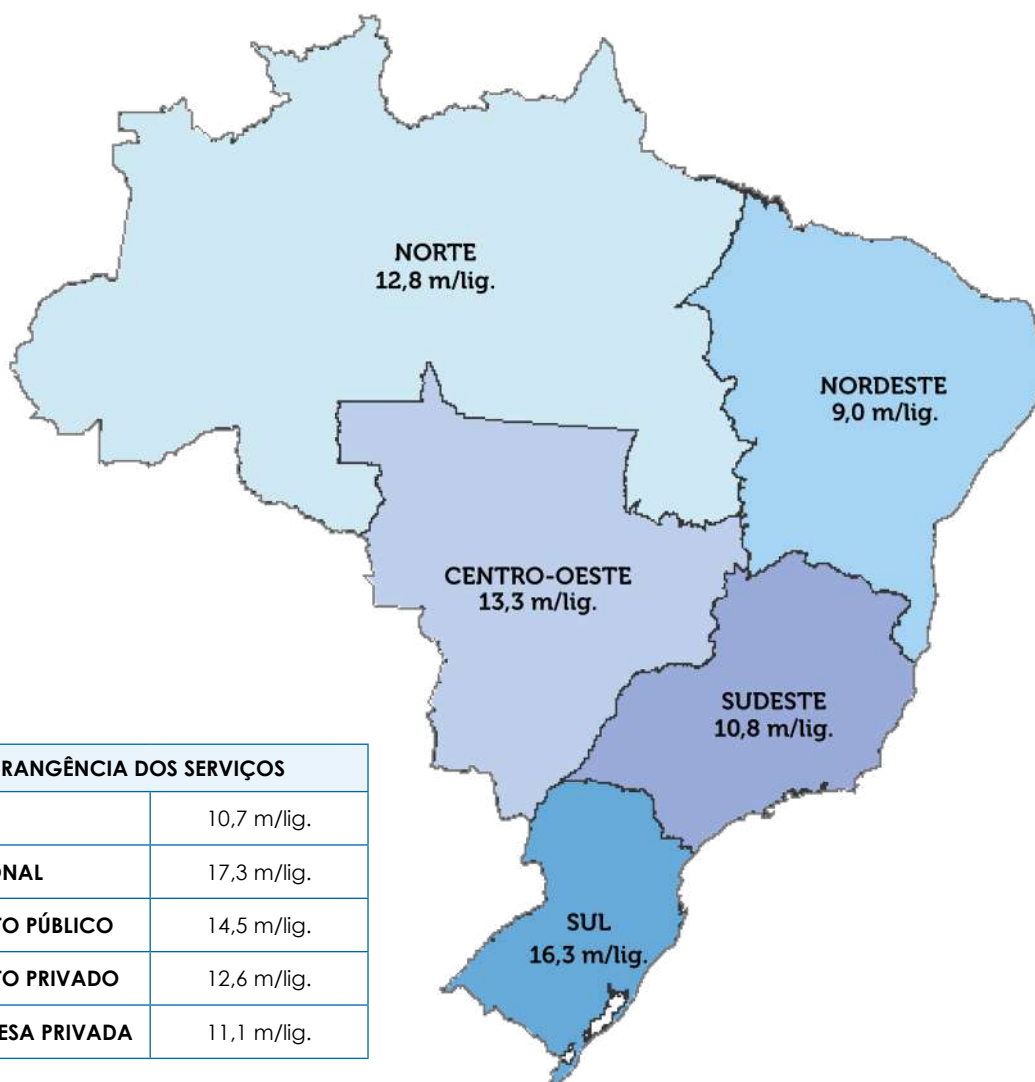 NORTE
12,8 m/lig.
NORDESTE
9,0 m/lig.
CENTRO-OESTE
13,3 m/lig.
SUDESTE
10,8 m/lig.
SUL
16,3 m/lig.
RANGÊNCIA DOS SERVIÇOS
10,7 m/lig.
ONAL 17,3 m/lig.
TO PÚBLICO 14,5 m/lig.
TO PRIVADO 12,6 m/lig.
ESA PRIVADA 11,1 m/lig.